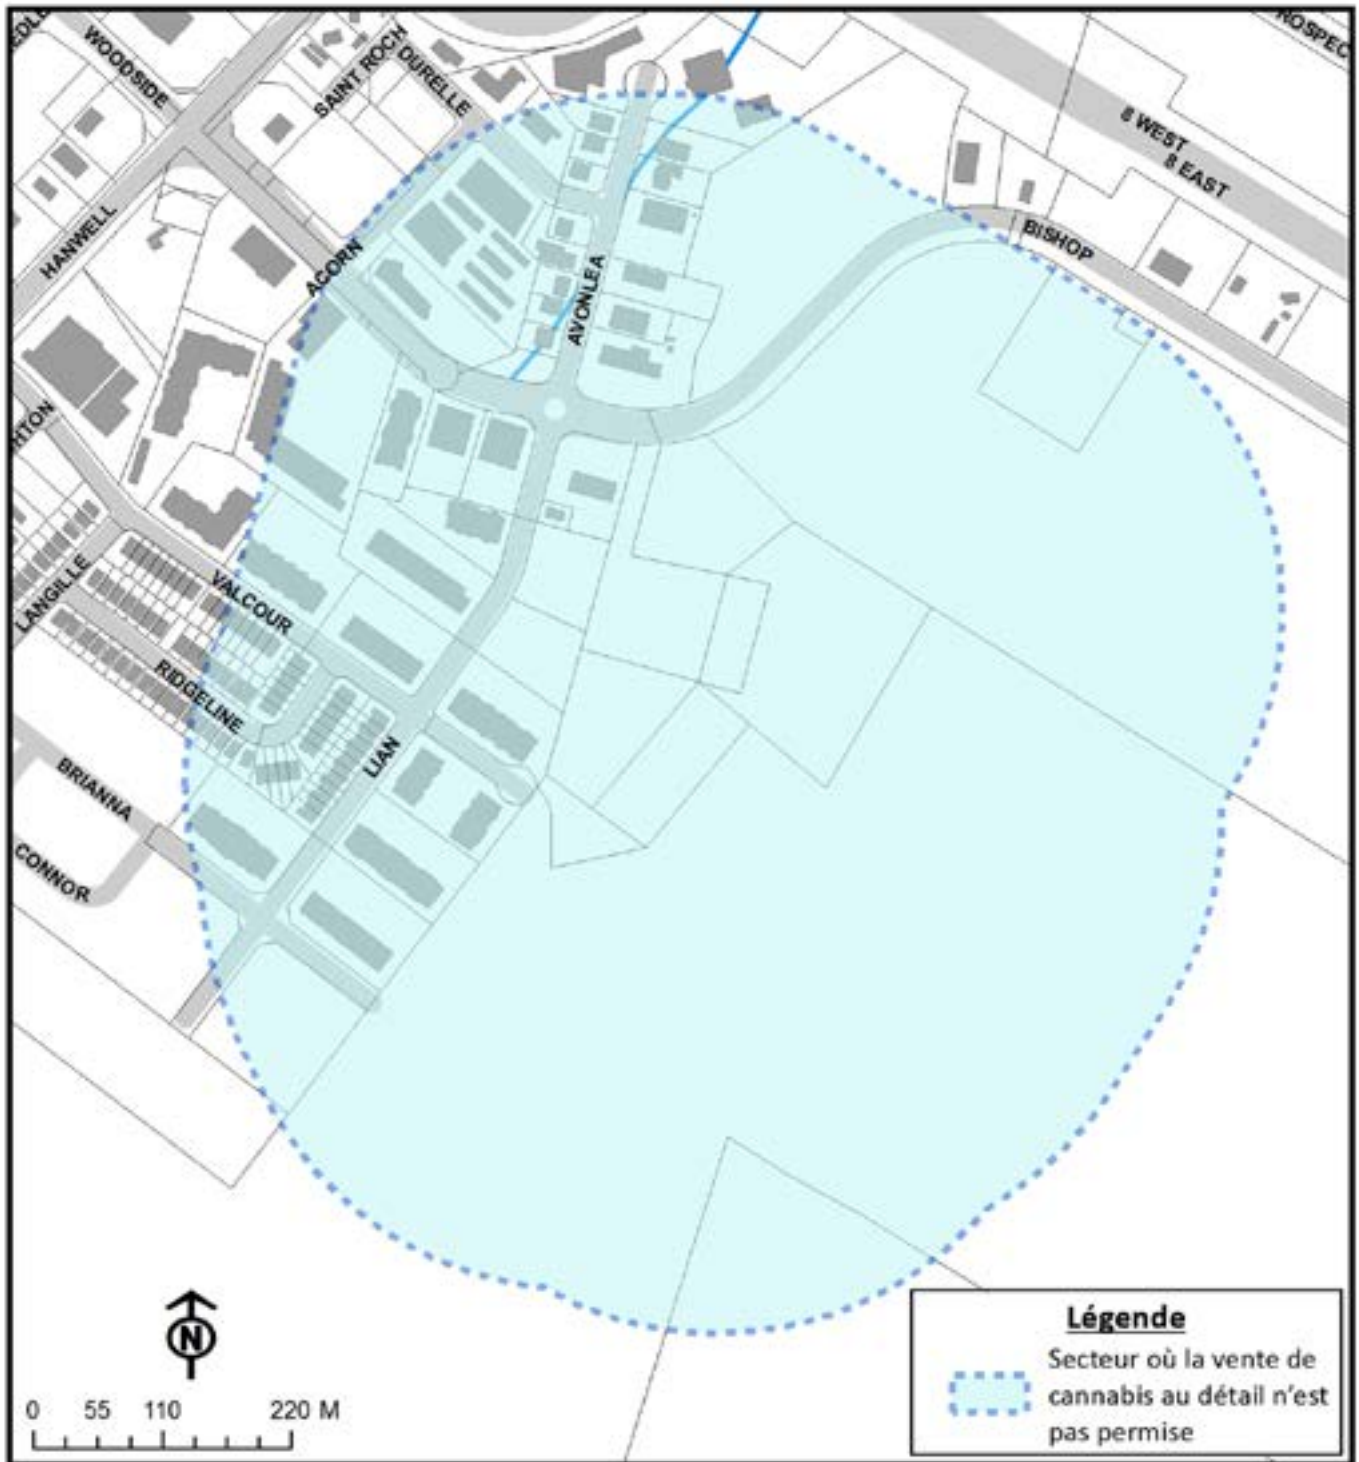 WOODSIDE
SAINT ROCH
DURELLE
8 WEST
8 EAST
HANWELL
ACORN
AVONLEA
BISHOP
LANGILLE
VALCOUR
RIDGELINE
LIAN
BRIANNA
CONNOR
N
0 55 110 220 M
Légende
Secteur où la vente de
cannabis au détail n'est
pas permise